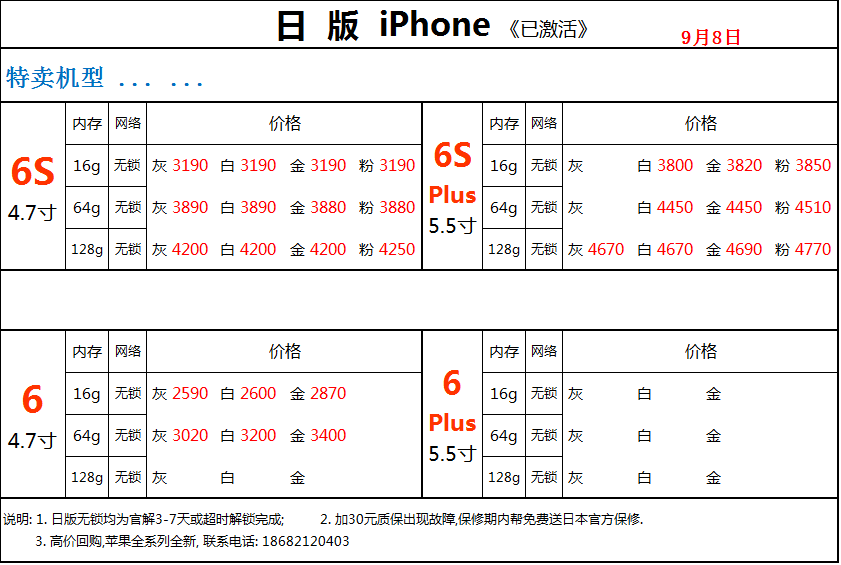 日 版 iPhone 《已激活》 9月8日
特卖机型 ... ...
内存 网络 价格 内存 网络 价格
6S 4.7寸 16g 无锁 灰 3190 白 3190 金 3190 粉 3190
64g 无锁 灰 3890 白 3890 金 3880 粉 3880
128g 无锁 灰 4200 白 4200 金 4200 粉 4250
6S Plus 5.5寸 16g 无锁 灰 白 3800 金 3820 粉 3850
64g 无锁 灰 白 4450 金 4450 粉 4510
128g 无锁 灰 4670 白 4670 金 4690 粉 4770
内存 网络 价格 内存 网络 价格
6 4.7寸 16g 无锁 灰 2590 白 2600 金 2870
64g 无锁 灰 3020 白 3200 金 3400
128g 无锁 灰 白 金
6 Plus 5.5寸 16g 无锁 灰 白 金
64g 无锁 灰 白 金
128g 无锁 灰 白 金
说明: 1. 日版无锁均为官解3-7天或超时解锁完成; 2. 加30元质保出现故障,保修期内帮免费送日本官方保修.
3. 高价回购,苹果全系列全新, 联系电话: 18682120403